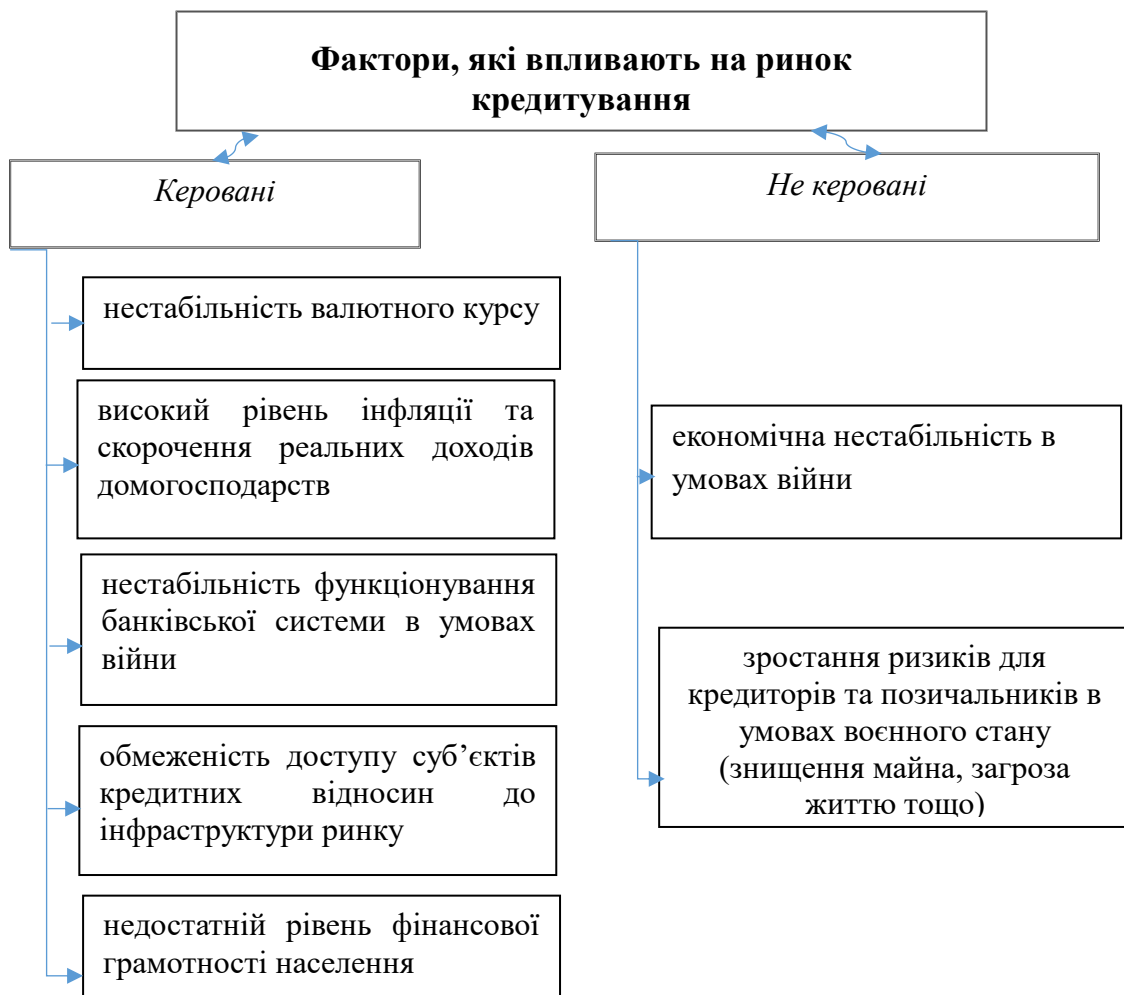 Фактори, які впливають на ринок
кредитування
Керовані
Не керовані
нестабільність валютного курсу
високий рівень інфляції та
скорочення реальних доходів
домогосподарств
нестабільність функціонування
банківської системи в умовах
війни
обмеженість доступу суб’єктів
кредитних відносин до
інфраструктури ринку
недостатній рівень фінансової
грамотності населення
економічна нестабільність в
умовах війни
зростання ризиків для
кредиторів та позичальників в
умовах воєнного стану
(знищення майна, загроза
життю тощо)